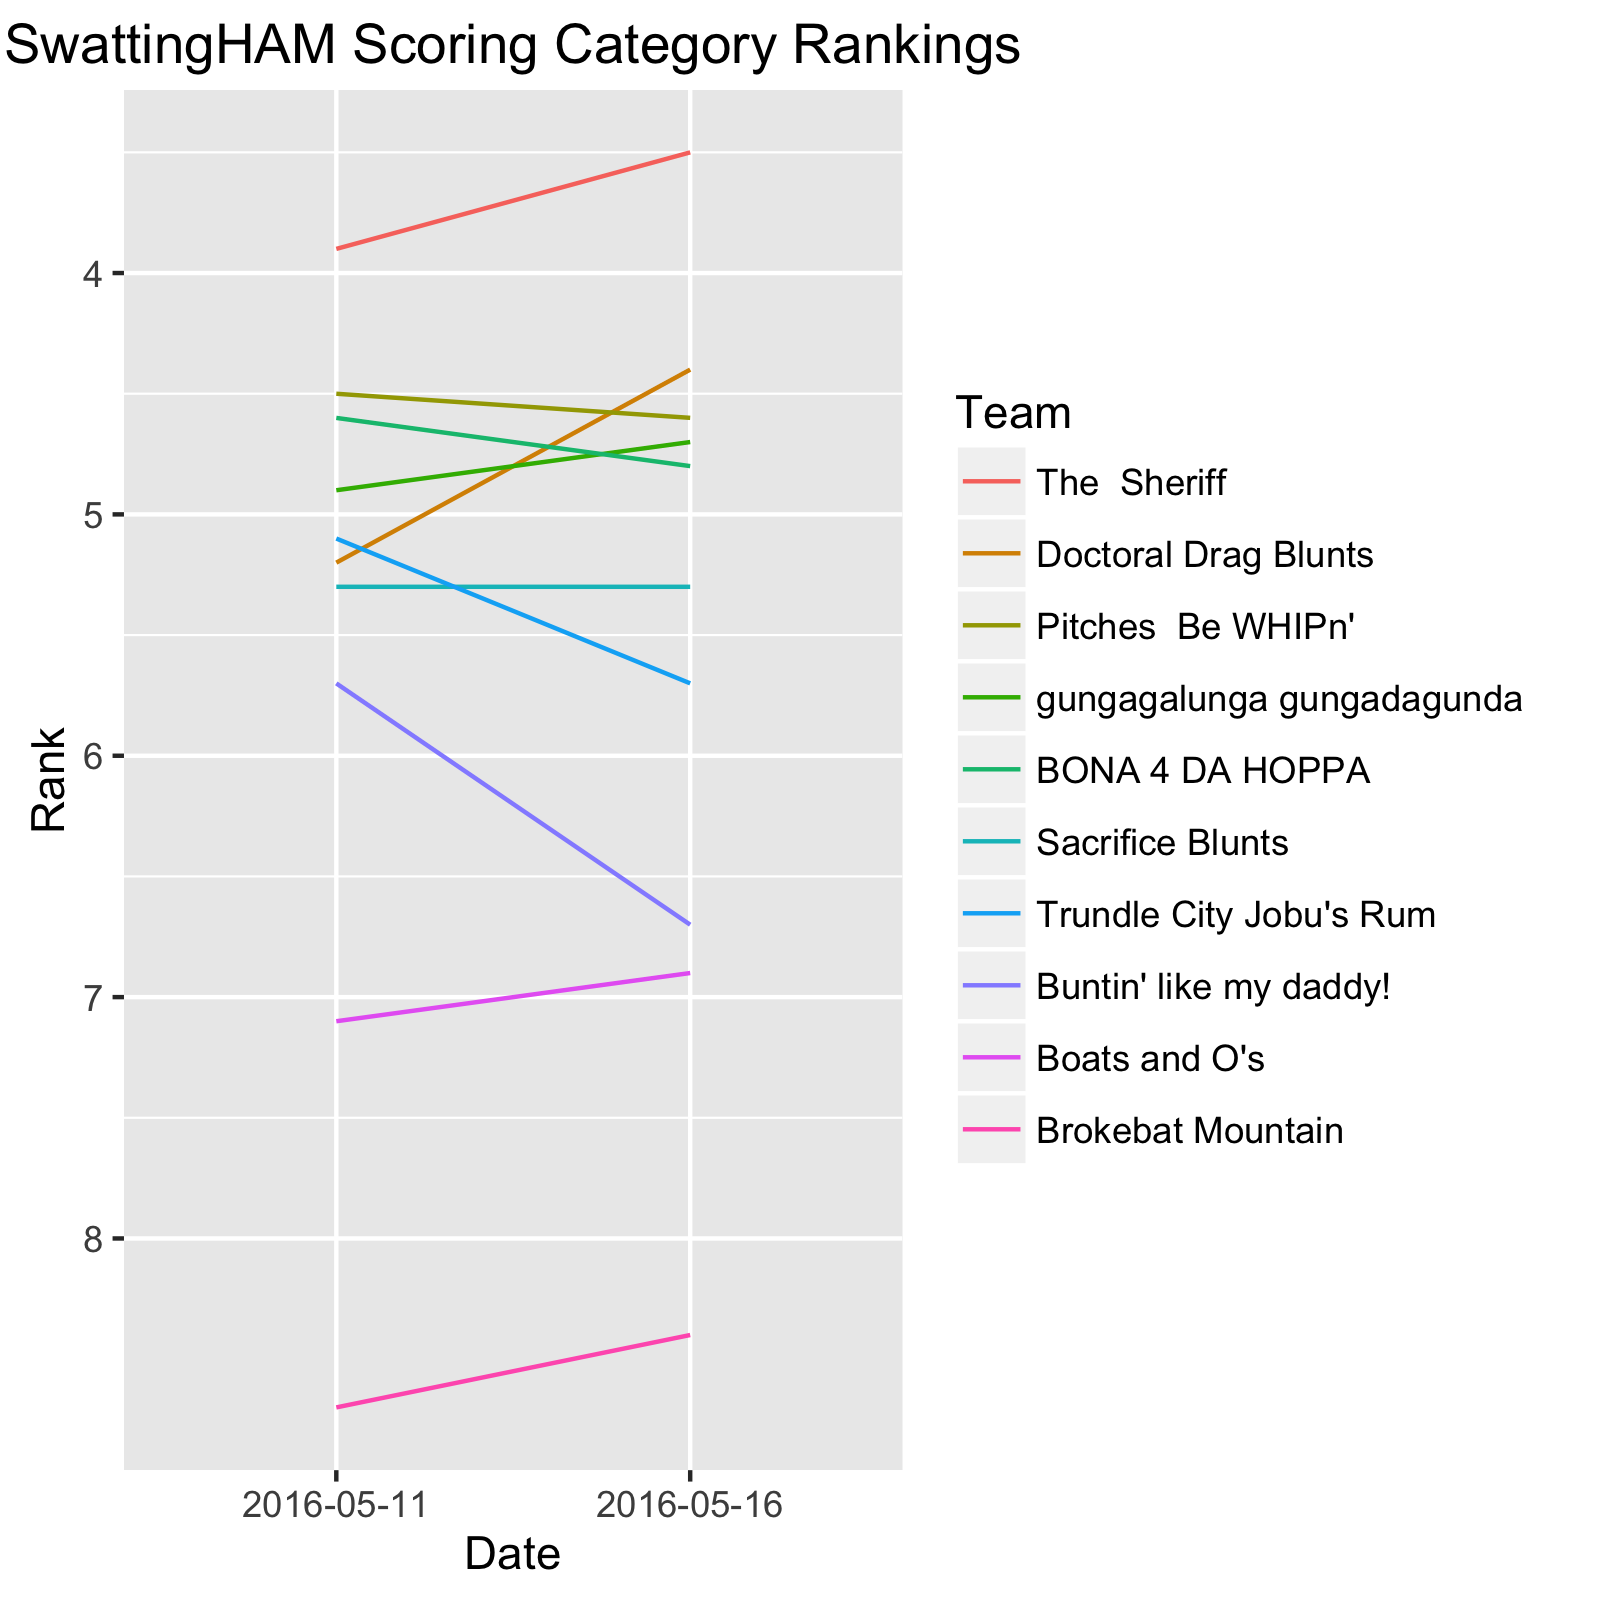 SwattingHAM Scoring Category Rankings
Rank
4
5
6
7
8
2016-05-11 2016-05-16
Date
Team
The  Sheriff
Doctoral Drag Blunts
Pitches  Be WHIPn'
gungagalunga gungadagunda
BONA 4 DA HOPPA
Sacrifice Blunts
Trundle City Jobu's Rum
Buntin' like my daddy!
Boats and O's
Brokebat Mountain